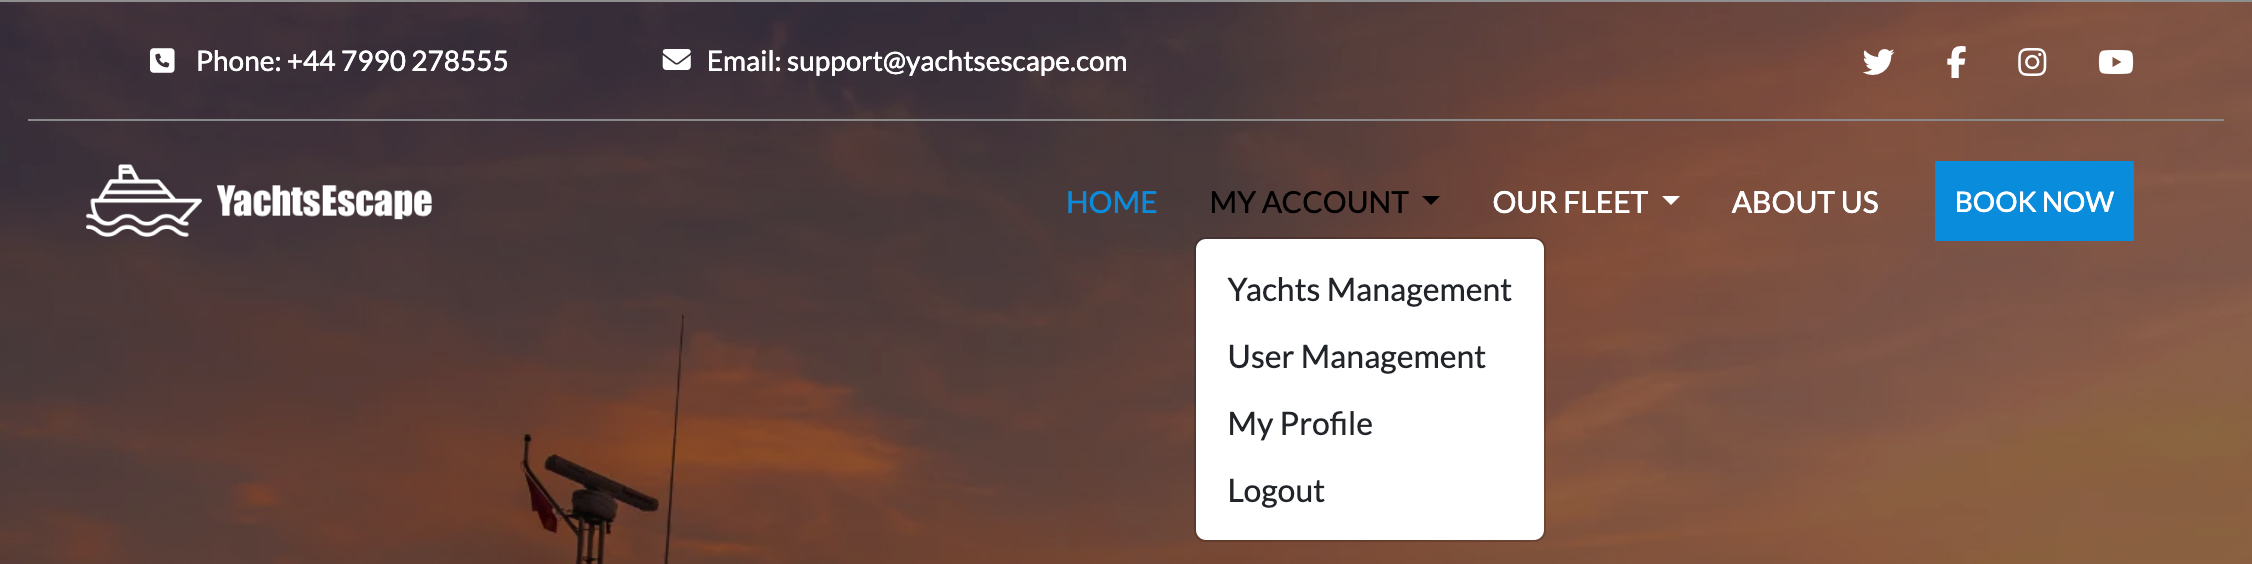 Phone: +44 7990 278555
Email: support@yachtsescape.com
YachtsEscape
HOME
MY ACCOUNT
OUR FLEET
ABOUT US
BOOK NOW
Yachts Management
User Management
My Profile
Logout